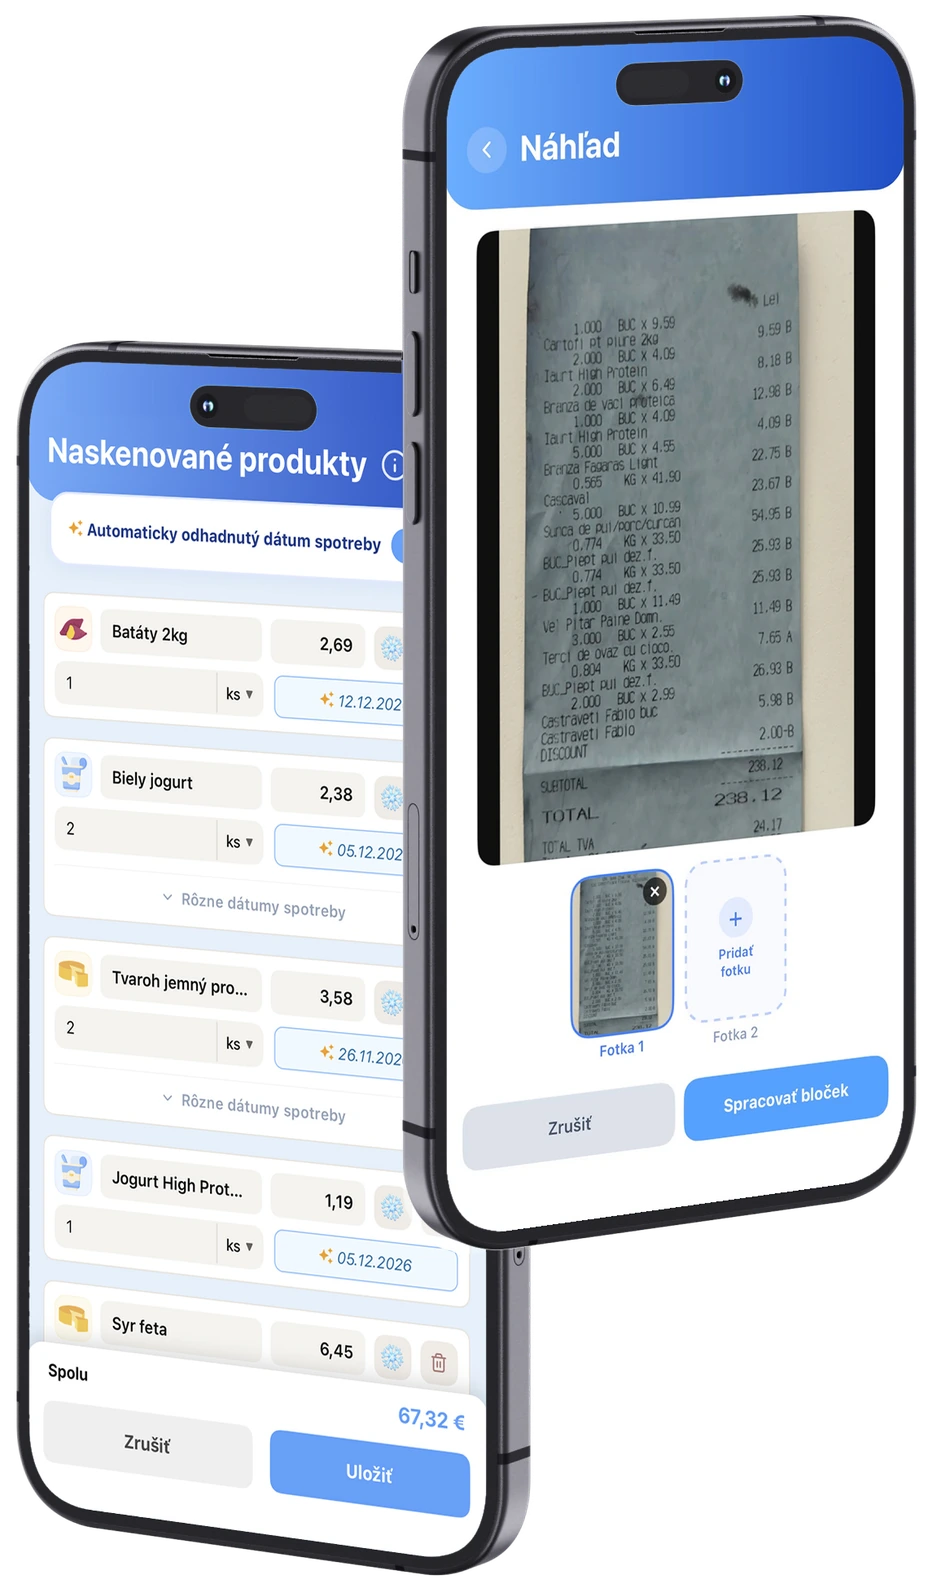 Náhľad
Lei
1.000 BUC x 9.59
Cartofi pt piure 2kg 9.59 B
2.000 BUC x 4.09
Iaurt High Protein 8.18 B
2.000 BUC x 6.49
Branza de vaci proteica 12.98 B
1.000 BUC x 4.09
Iaurt High Protein 4.09 B
5.000 BUC x 4.55
Branza Fagaras Light 22.75 B
0.565 KG x 41.90
Cascaval 23.67 B
5.000 BUC x 10.99
Sunca de pui/porc/curcan 54.95 B
0.774 KG x 33.50
BUC_Piept pui dez.f. 25.93 B
0.774 KG x 33.50
BUC_Piept pui dez.f. 25.93 B
1.000 BUC x 11.49
Vel Pitar Paine Domn. 11.49 B
3.000 BUC x 2.55
Terci de ovaz cu cioco. 7.65 A
0.804 KG x 33.50
BUC_Piept pui dez.f. 26.93 B
2.000 BUC x 2.99
Castraveti Fabio buc 5.98 B
Castraveti Fabio
DISCOUNT 2.00-B
SUBTOTAL 238.12
TOTAL 238.12
TOTAL TVA 24.17
Fotka 1
+
Pridať
fotku
Fotka 2
Zrušiť
Spracovať bloček
Naskenované produkty
Automaticky odhadnutý dátum spotreby
Batáty 2kg 2,69
1 ks 12.12.202
Biely jogurt 2,38
2 ks 05.12.202
Rôzne dátumy spotreby
Tvaroh jemný pro... 3,58
2 ks 26.11.202
Rôzne dátumy spotreby
Jogurt High Prot... 1,19
1 ks 05.12.2026
Syr feta 6,45
Spolu
67,32 €
Zrušiť
Uložiť